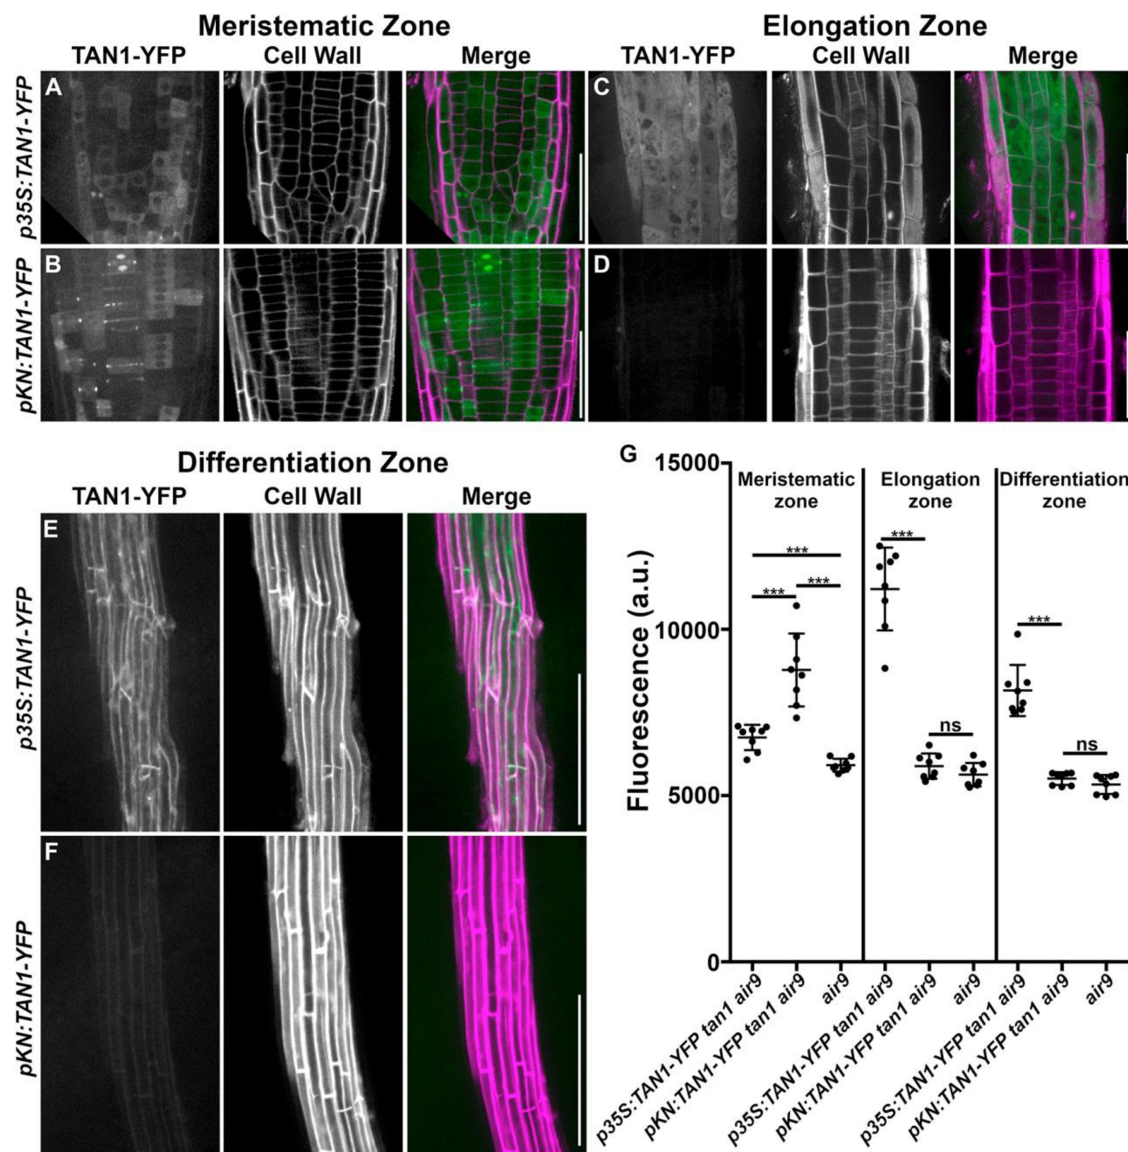 Meristematic Zone
Elongation Zone
TAN1-YFP Cell Wall Merge
TAN1-YFP Cell Wall Merge
p35S:TAN1-YFP
A
C
pKN:TAN1-YFP
B
D
Differentiation Zone
TAN1-YFP Cell Wall Merge
p35S:TAN1-YFP
E
pKN:TAN1-YFP
F
G
Fluorescence (a.u.)
15000
10000
5000
0
Meristematic
zone
Elongation
zone
Differentiation
zone
***
***
***
***
ns
***
ns
p35S:TAN1-YFP tan1 air9
pKN:TAN1-YFP tan1 air9
air9
p35S:TAN1-YFP tan1 air9
pKN:TAN1-YFP tan1 air9
air9
p35S:TAN1-YFP tan1 air9
pKN:TAN1-YFP tan1 air9
air9